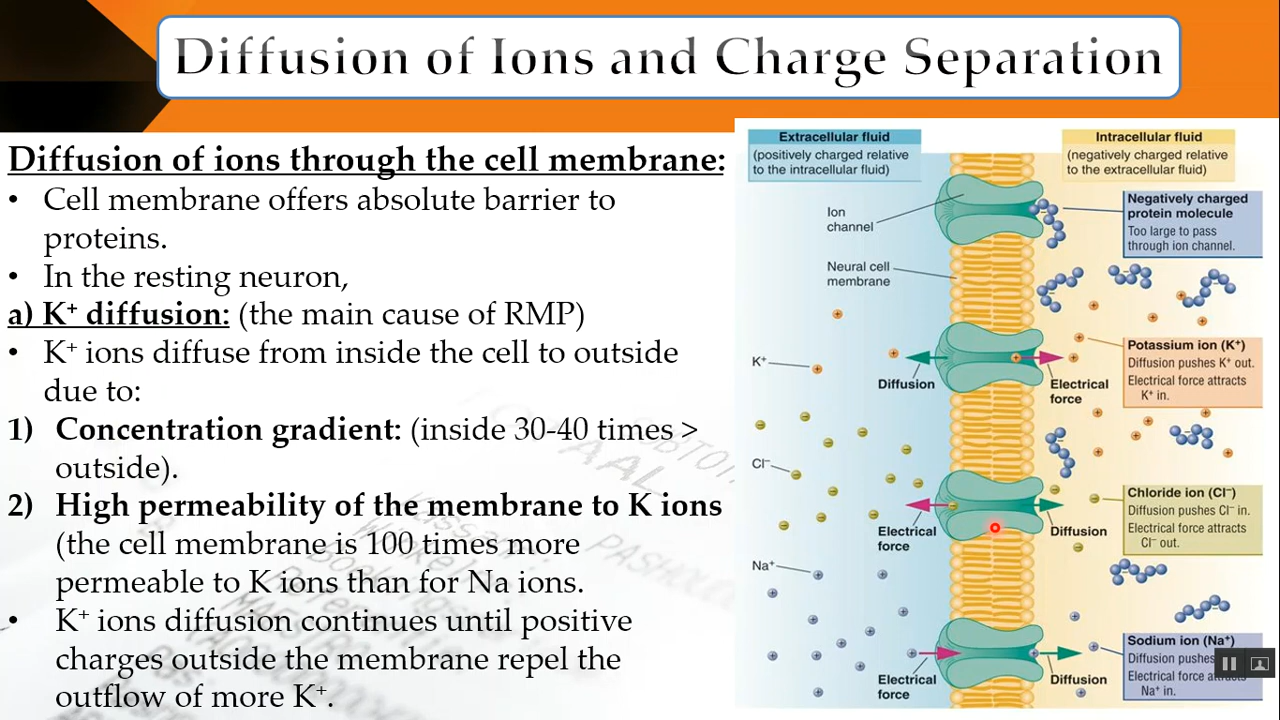 Diffusion of Ions and Charge Separation
Diffusion of ions through the cell membrane:
• Cell membrane offers absolute barrier to
proteins.
• In the resting neuron,
a) K⁺ diffusion: (the main cause of RMP)
• K⁺ ions diffuse from inside the cell to outside
due to:
1) Concentration gradient: (inside 30-40 times >
outside).
2) High permeability of the membrane to K ions
(the cell membrane is 100 times more
permeable to K ions than for Na ions.
• K⁺ ions diffusion continues until positive
charges outside the membrane repel the
outflow of more K⁺.
Extracellular fluid
(positively charged relative
to the intracellular fluid)
Intracellular fluid
(negatively charged relative
to the extracellular fluid)
Ion
channel
Negatively charged
protein molecule
Too large to pass
through ion channel.
Neural cell
membrane
K⁺
Diffusion
Electrical
force
Potassium ion (K⁺)
Diffusion pushes K⁺ out.
Electrical force attracts
K⁺ in.
Cl⁻
Electrical
force
Diffusion
Chloride ion (Cl⁻)
Diffusion pushes Cl⁻ in.
Electrical force attracts
Cl⁻ out.
Na⁺
Electrical
force
Diffusion
Sodium ion (Na⁺)
Diffusion pushes
Electrical force
Na⁺ in.